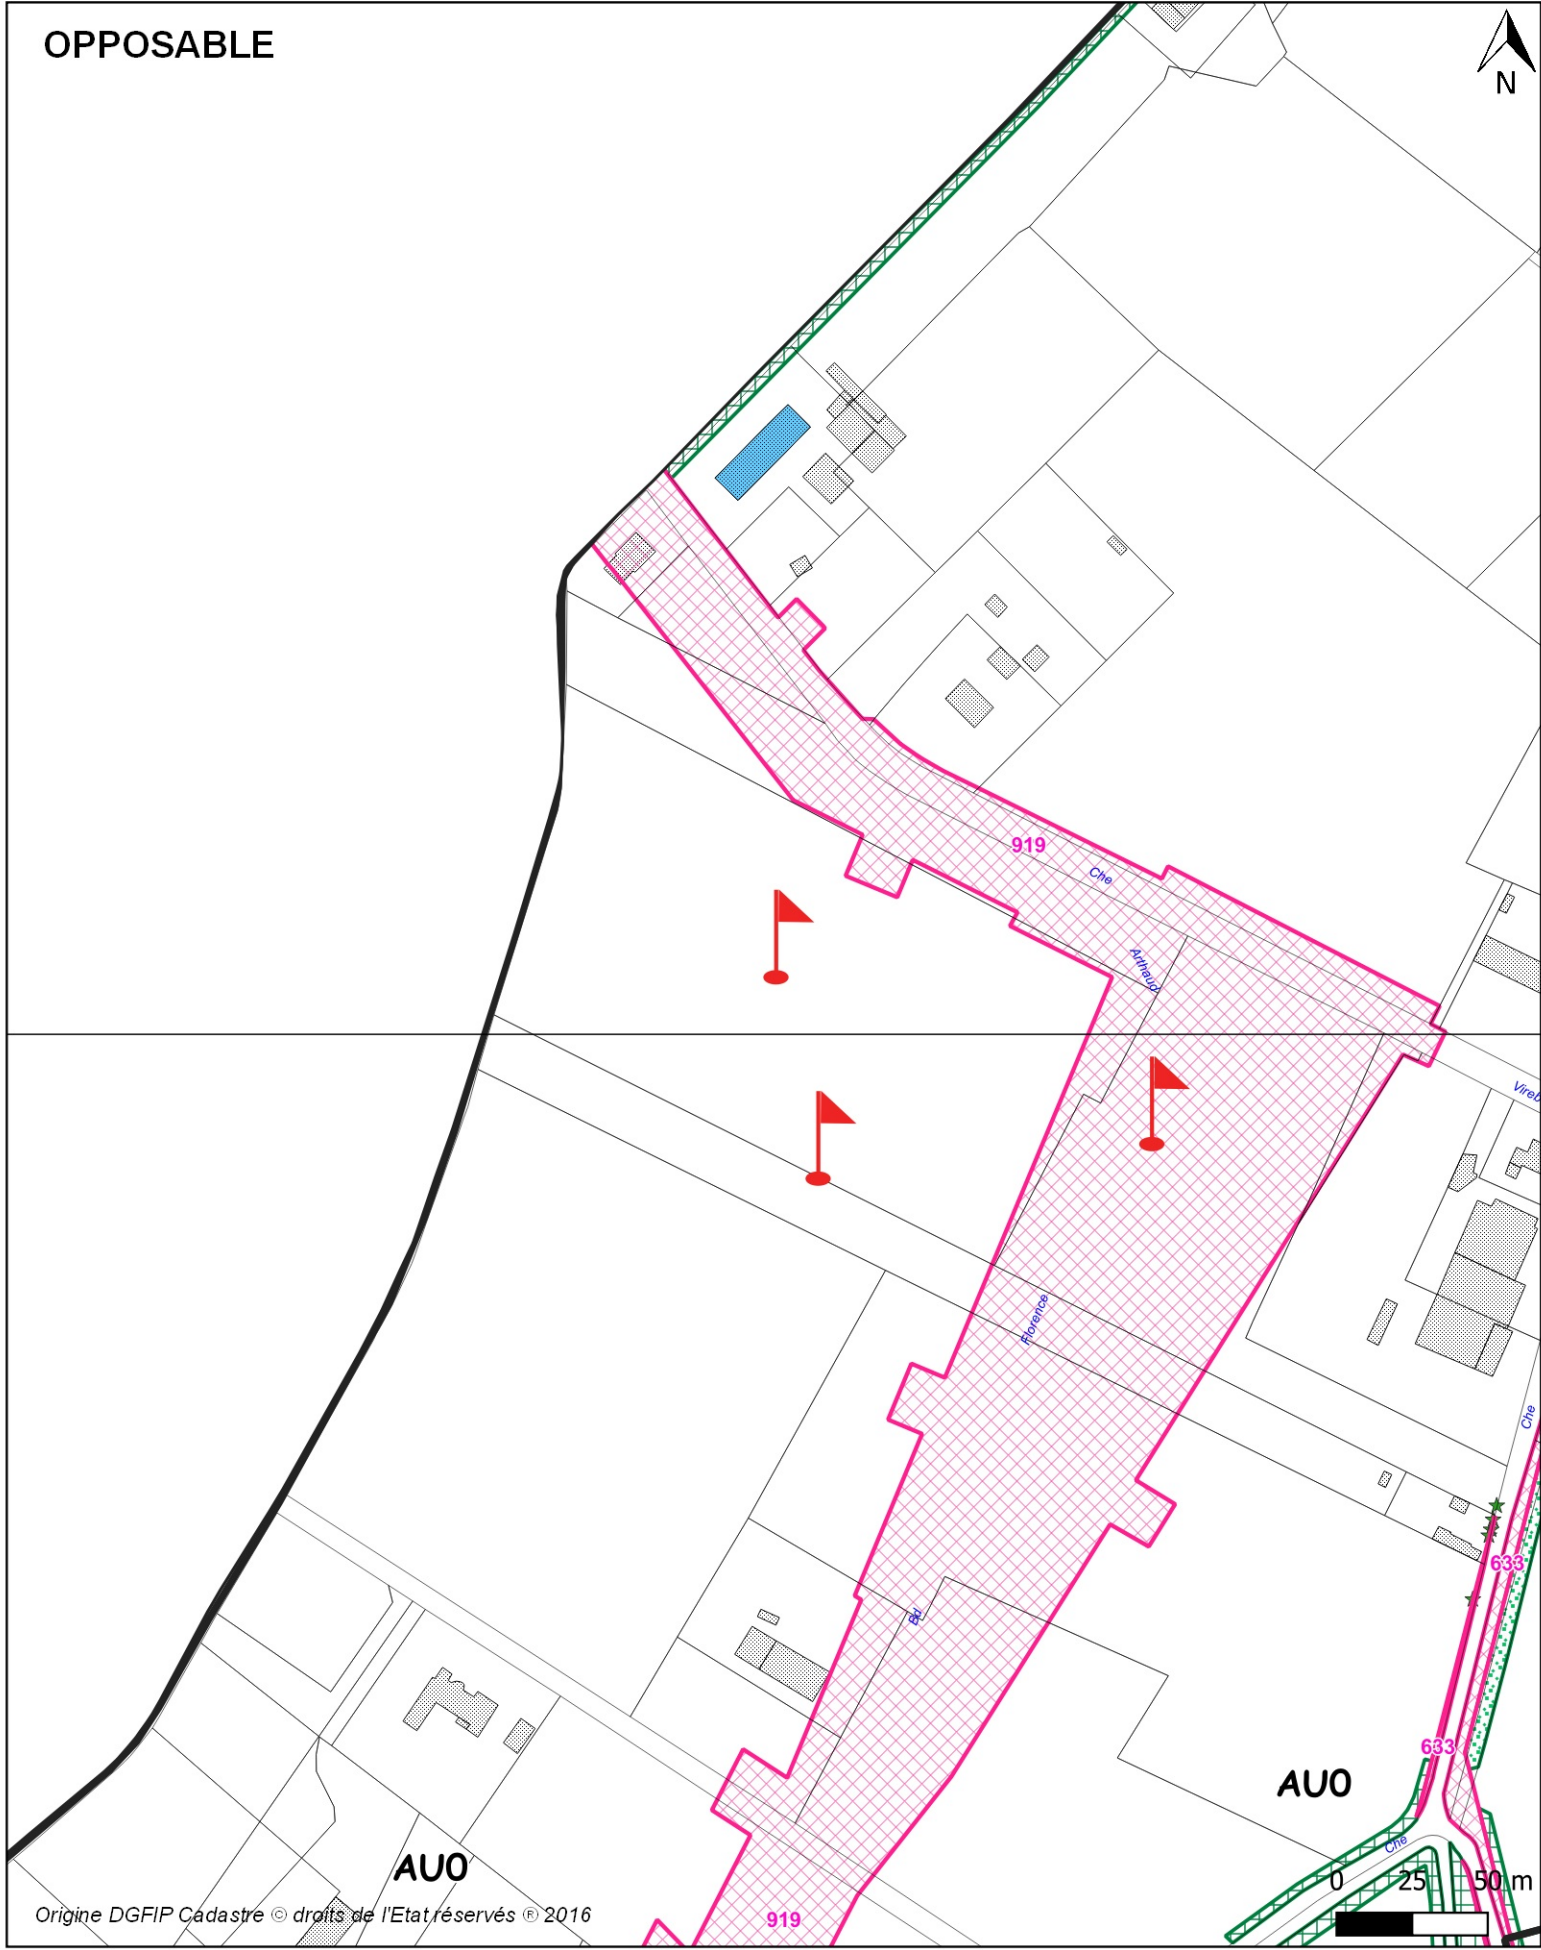 OPPOSABLE
N
919
Che
Arthaud
Vireb
Florence
Che
633
Bd
633
AU0
Che
AU0
0 25 50 m
Origine DGFIP Cadastre © droits de l'Etat réservés ® 2016
919